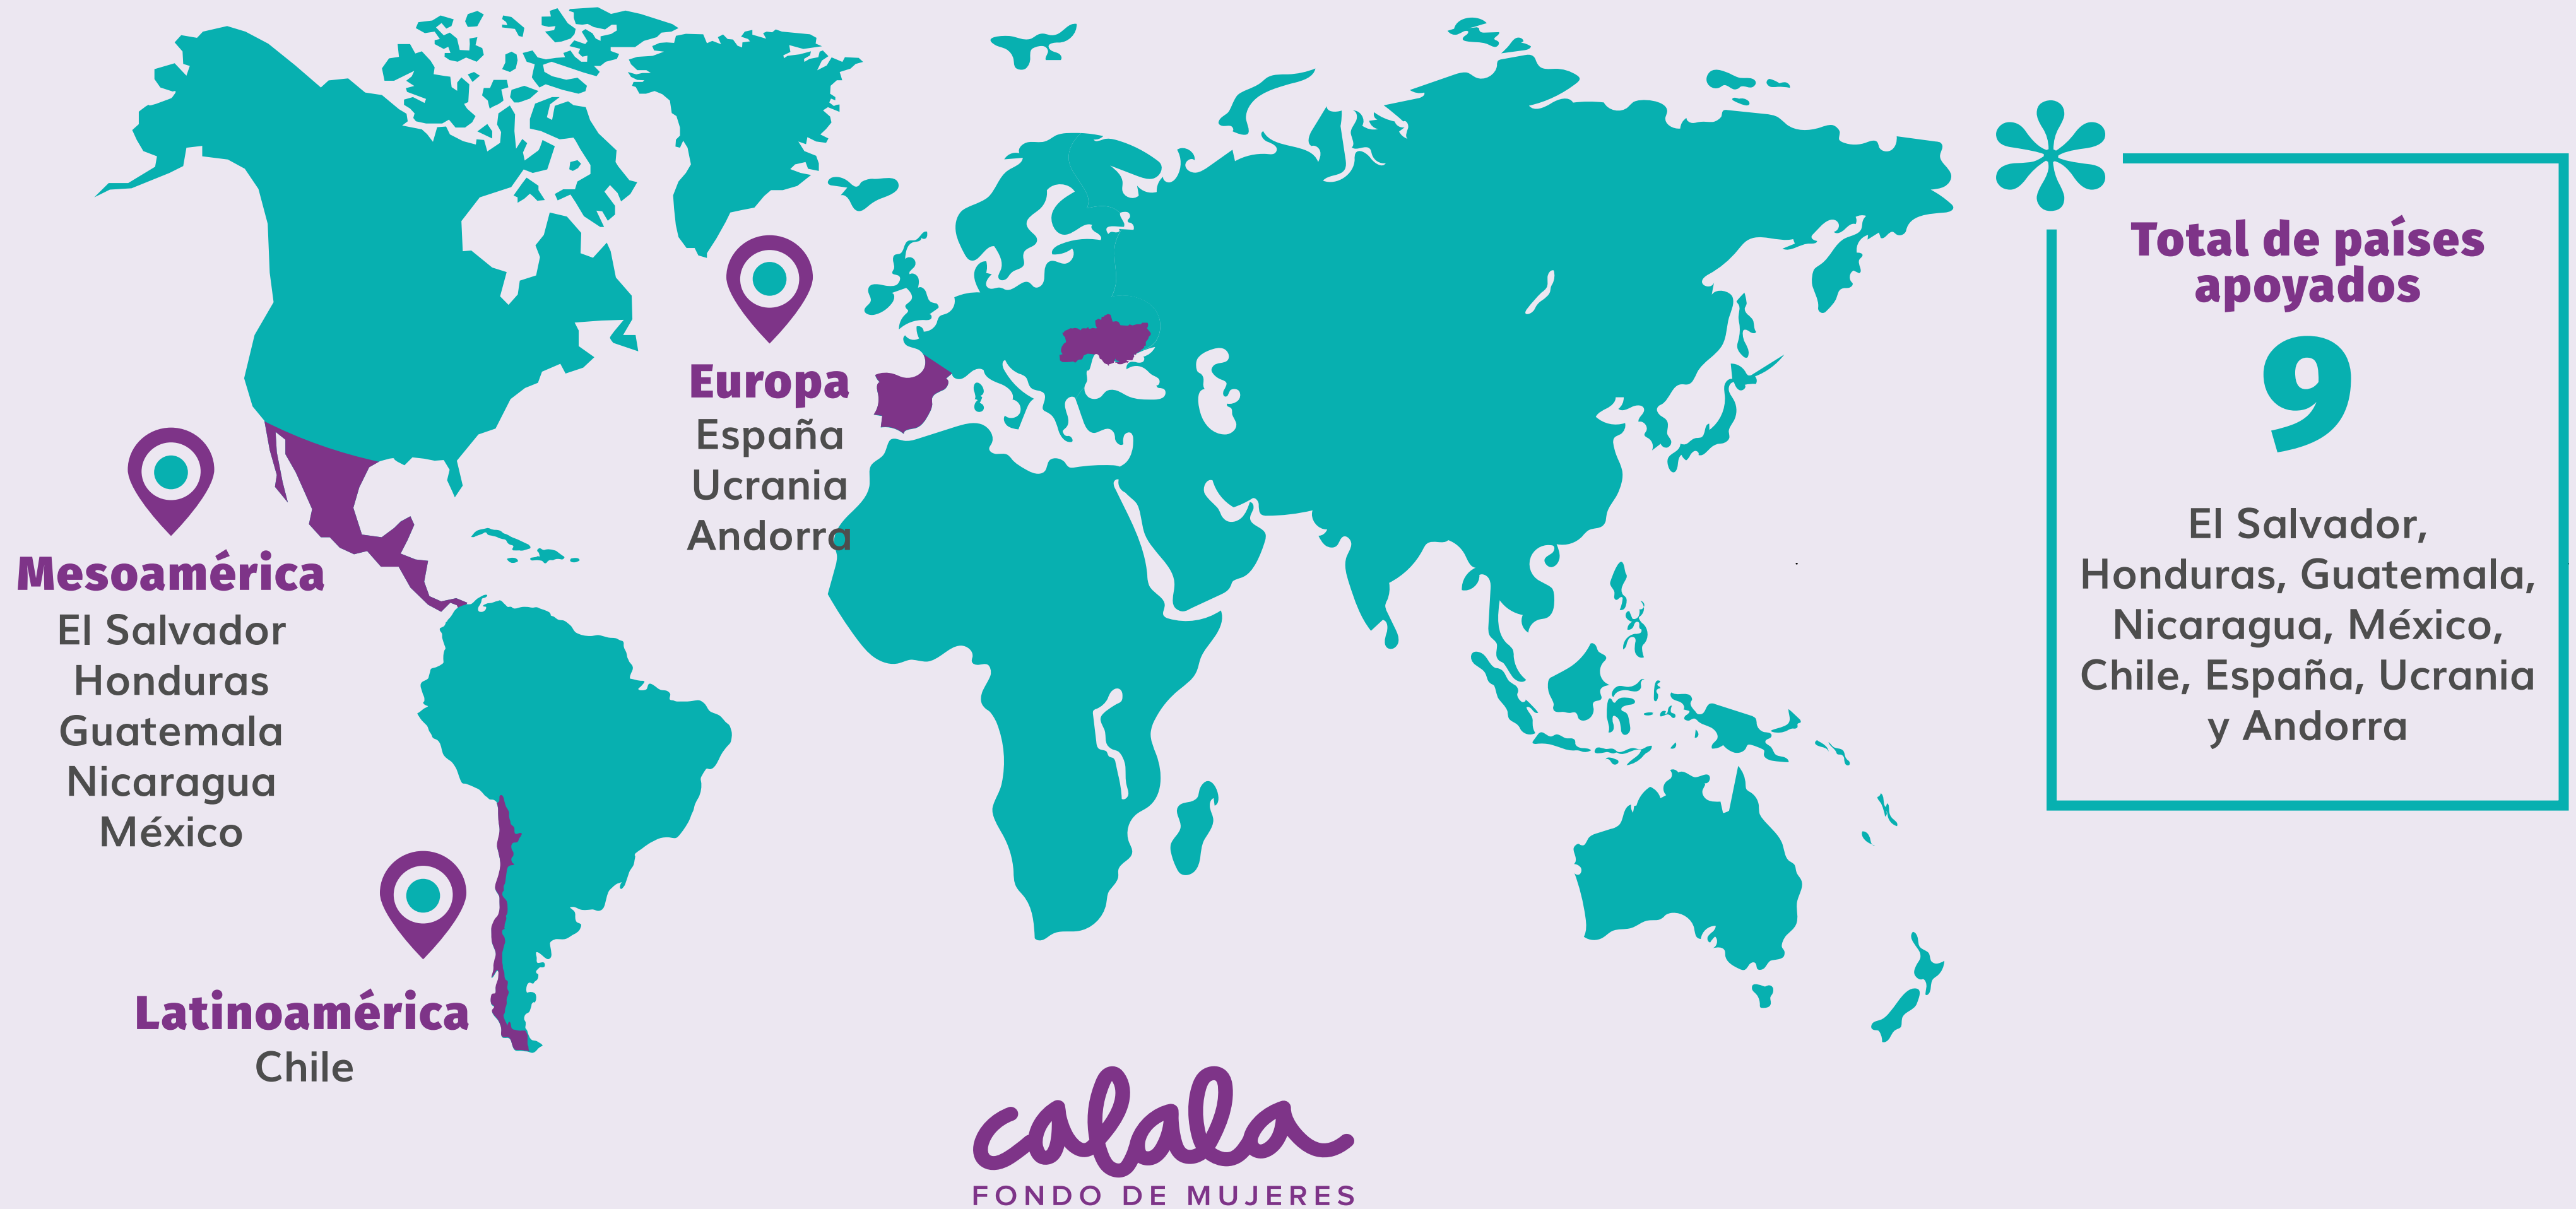 Europa
España
Ucrania
Andorra
Mesoamérica
El Salvador
Honduras
Guatemala
Nicaragua
México
Latinoamérica
Chile
Total de países
apoyados
9
El Salvador,
Honduras, Guatemala,
Nicaragua, México,
Chile, España, Ucrania
y Andorra
calala
FONDO DE MUJERES